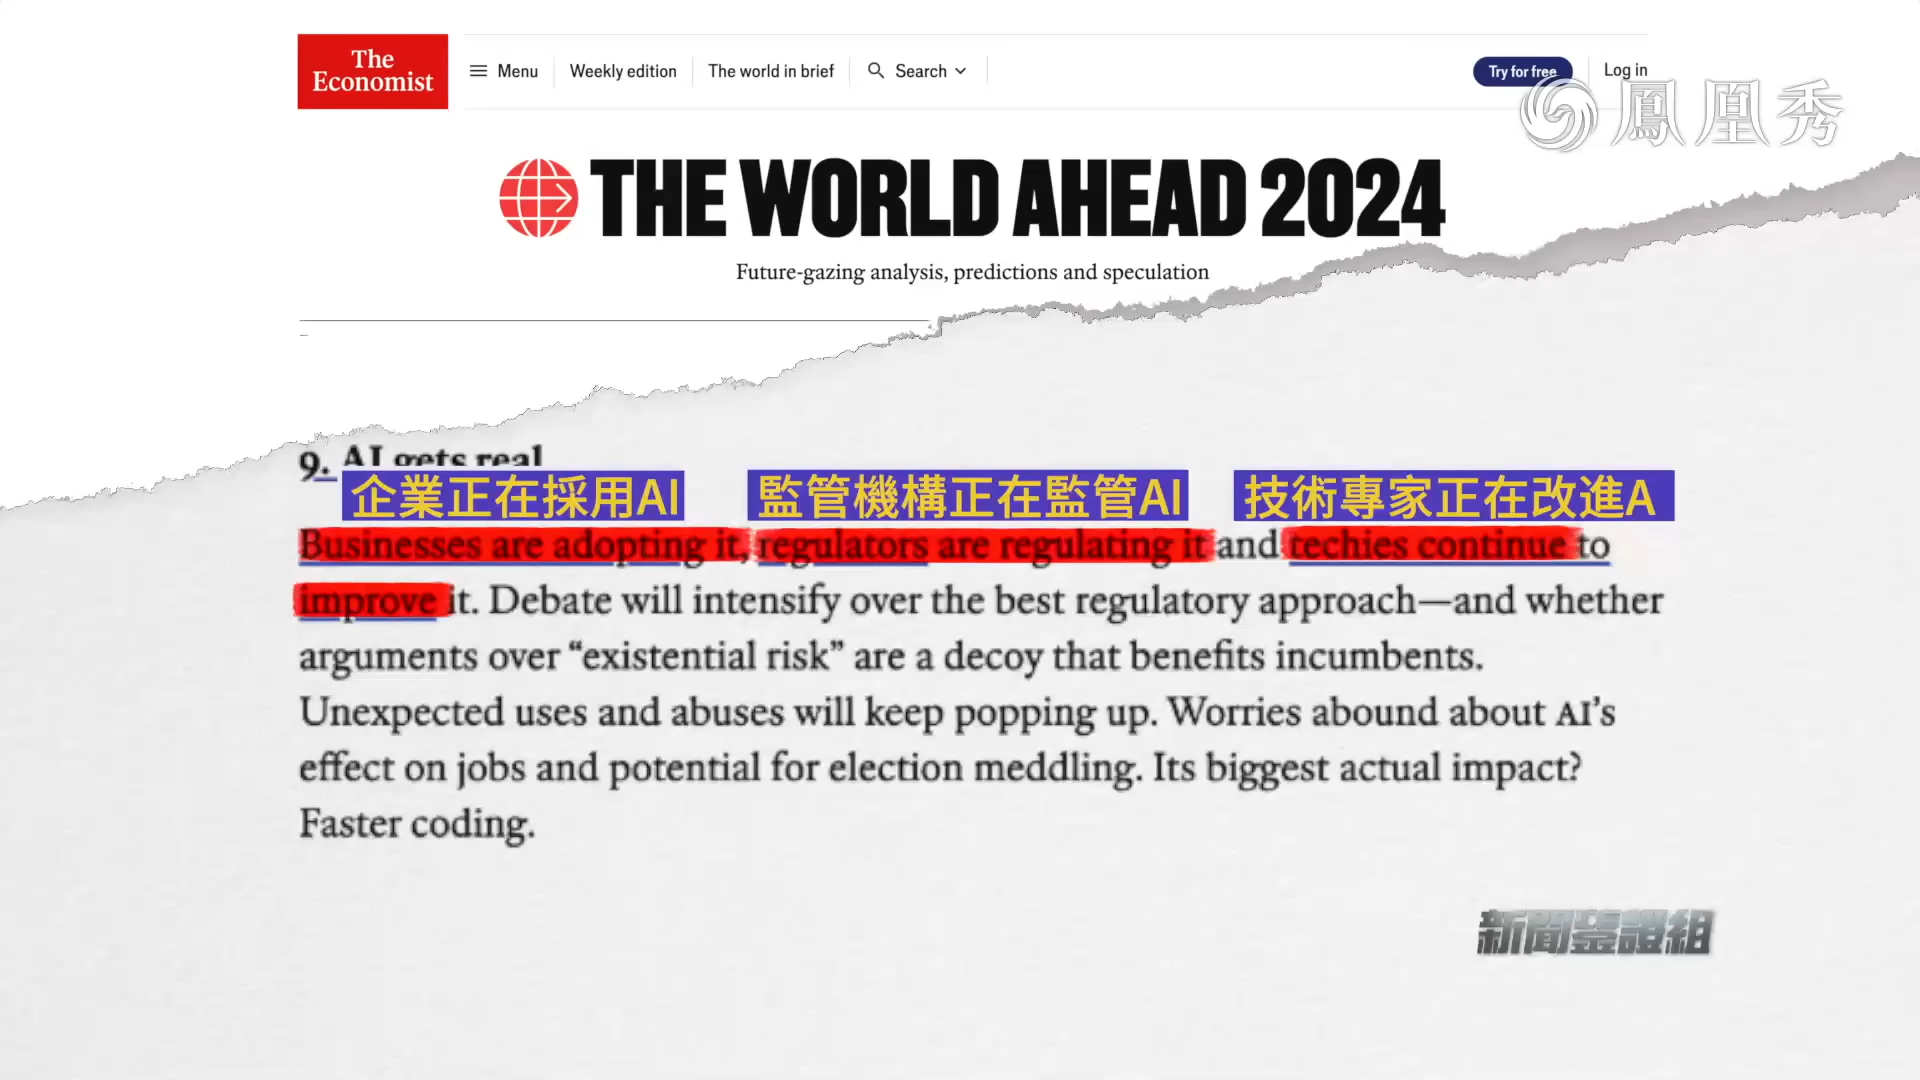 The
Economist
Menu
Weekly edition
The world in brief
Search
Try for free
Log in
鳳凰秀
THE WORLD AHEAD 2024
Future-gazing analysis, predictions and speculation
9. AI gets real
企業正在採用AI
監管機構正在監管AI
技術專家正在改進A
Businesses are adopting it, regulators are regulating it and techies continue to
improve it. Debate will intensify over the best regulatory approach—and whether
arguments over “existential risk” are a decoy that benefits incumbents.
Unexpected uses and abuses will keep popping up. Worries abound about AI’s
effect on jobs and potential for election meddling. Its biggest actual impact?
Faster coding.
新聞鑒證組